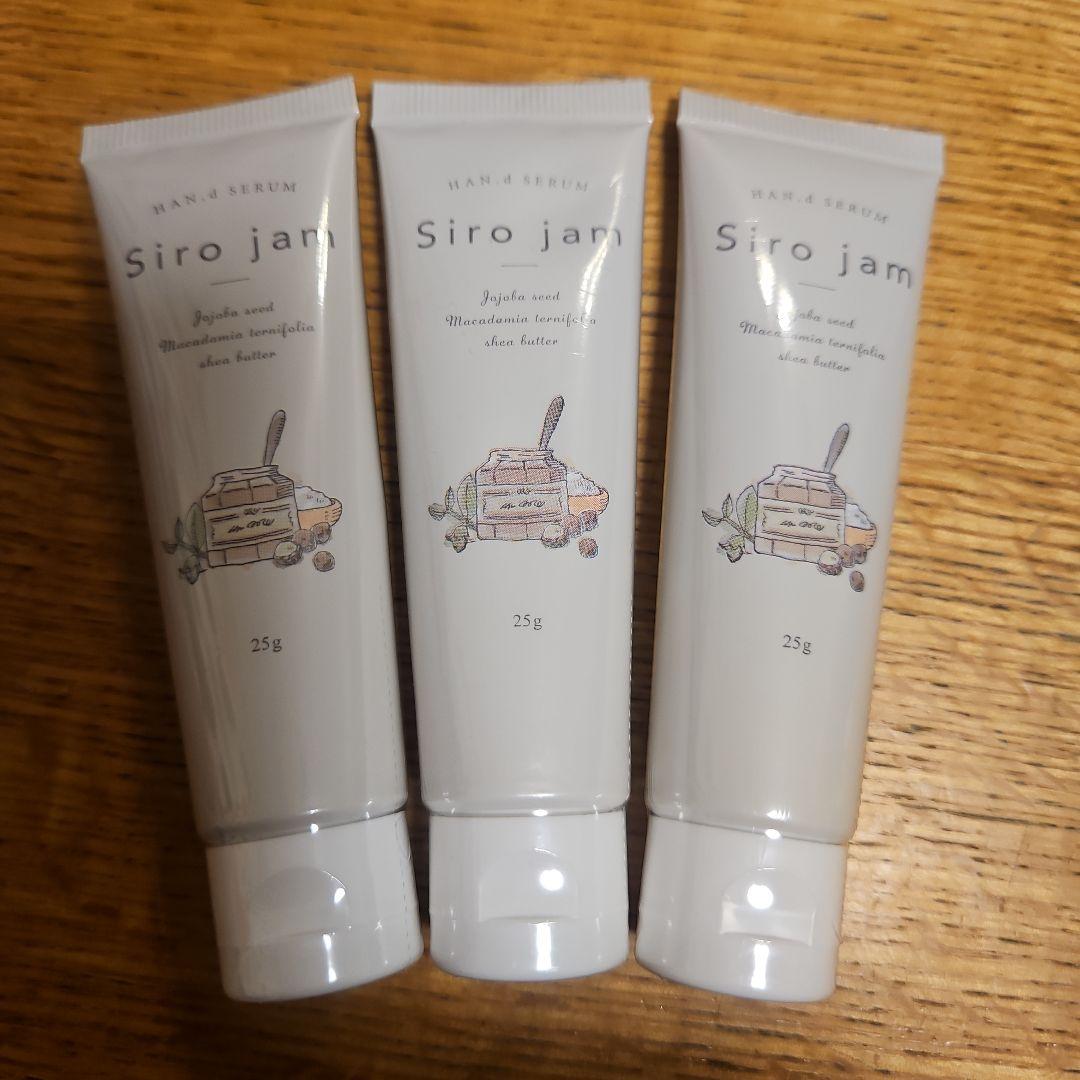 HAN.d SERUM
Siro jam
Jojoba seed
Macadamia ternifolia
shea butter
25g
HAN.d SERUM
Siro jam
Jojoba seed
Macadamia ternifolia
shea butter
25g
HAN.d SERUM
Siro jam
Jojoba seed
Macadamia ternifolia
shea butter
25g